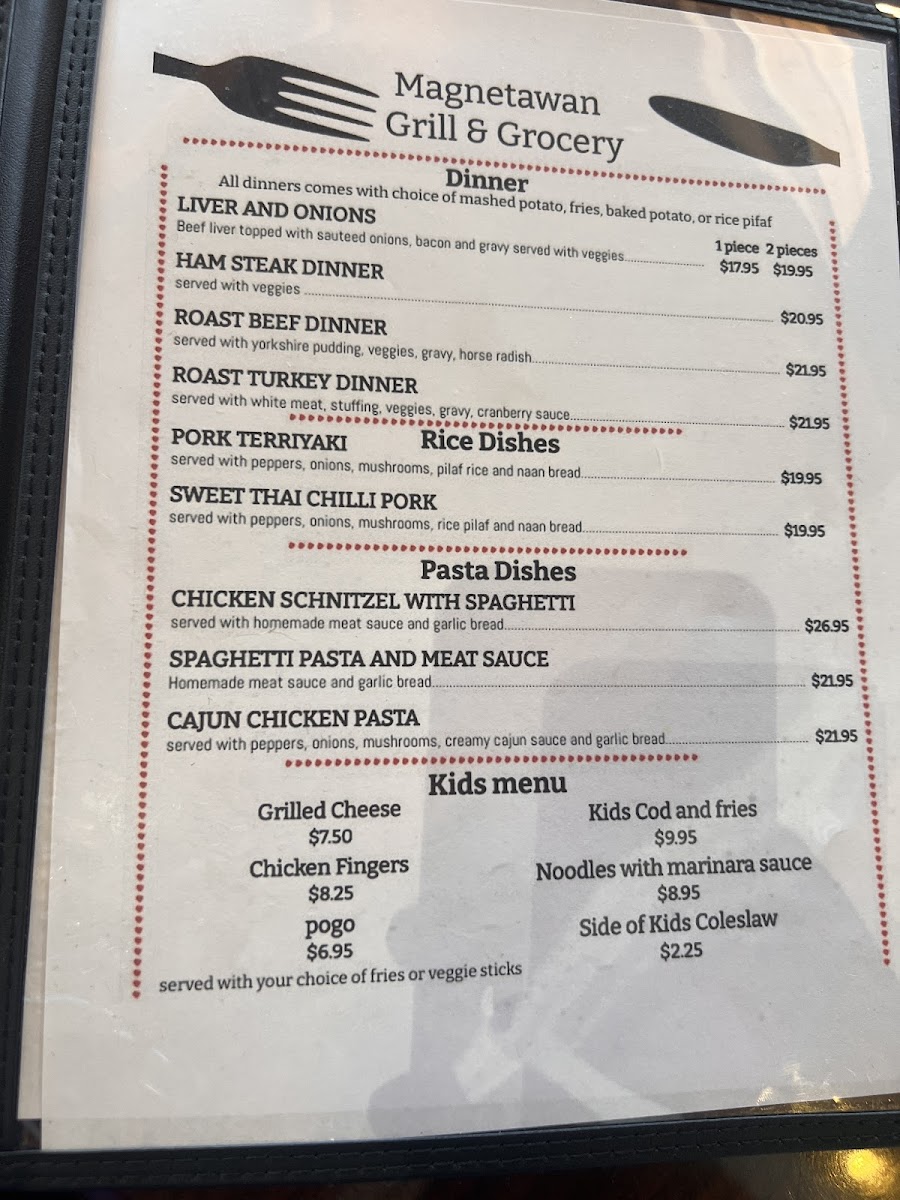 Magnetawan
Grill & Grocery
Dinner
All dinners comes with choice of mashed potato, fries, baked potato, or rice pifaf
LIVER AND ONIONS
1 piece 2 pieces
Beef liver topped with sauteed onions, bacon and gravy served with veggies $17.95 $19.95
HAM STEAK DINNER
served with veggies $20.95
ROAST BEEF DINNER
served with yorkshire pudding, veggies, gravy, horse radish $21.95
ROAST TURKEY DINNER
served with white meat, stuffing, veggies, gravy, cranberry sauce $21.95
Rice Dishes
PORK TERRIYAKI
served with peppers, onions, mushrooms, pilaf rice and naan bread $19.95
SWEET THAI CHILLI PORK
served with peppers, onions, mushrooms, rice pilaf and naan bread $19.95
Pasta Dishes
CHICKEN SCHNITZEL WITH SPAGHETTI
served with homemade meat sauce and garlic bread $26.95
SPAGHETTI PASTA AND MEAT SAUCE
Homemade meat sauce and garlic bread $21.95
CAJUN CHICKEN PASTA
served with peppers, onions, mushrooms, creamy cajun sauce and garlic bread $21.95
Kids menu
Grilled Cheese
$7.50
Chicken Fingers
$8.25
pogo
$6.95
served with your choice of fries or veggie sticks
Kids Cod and fries
$9.95
Noodles with marinara sauce
$8.95
Side of Kids Coleslaw
$2.25